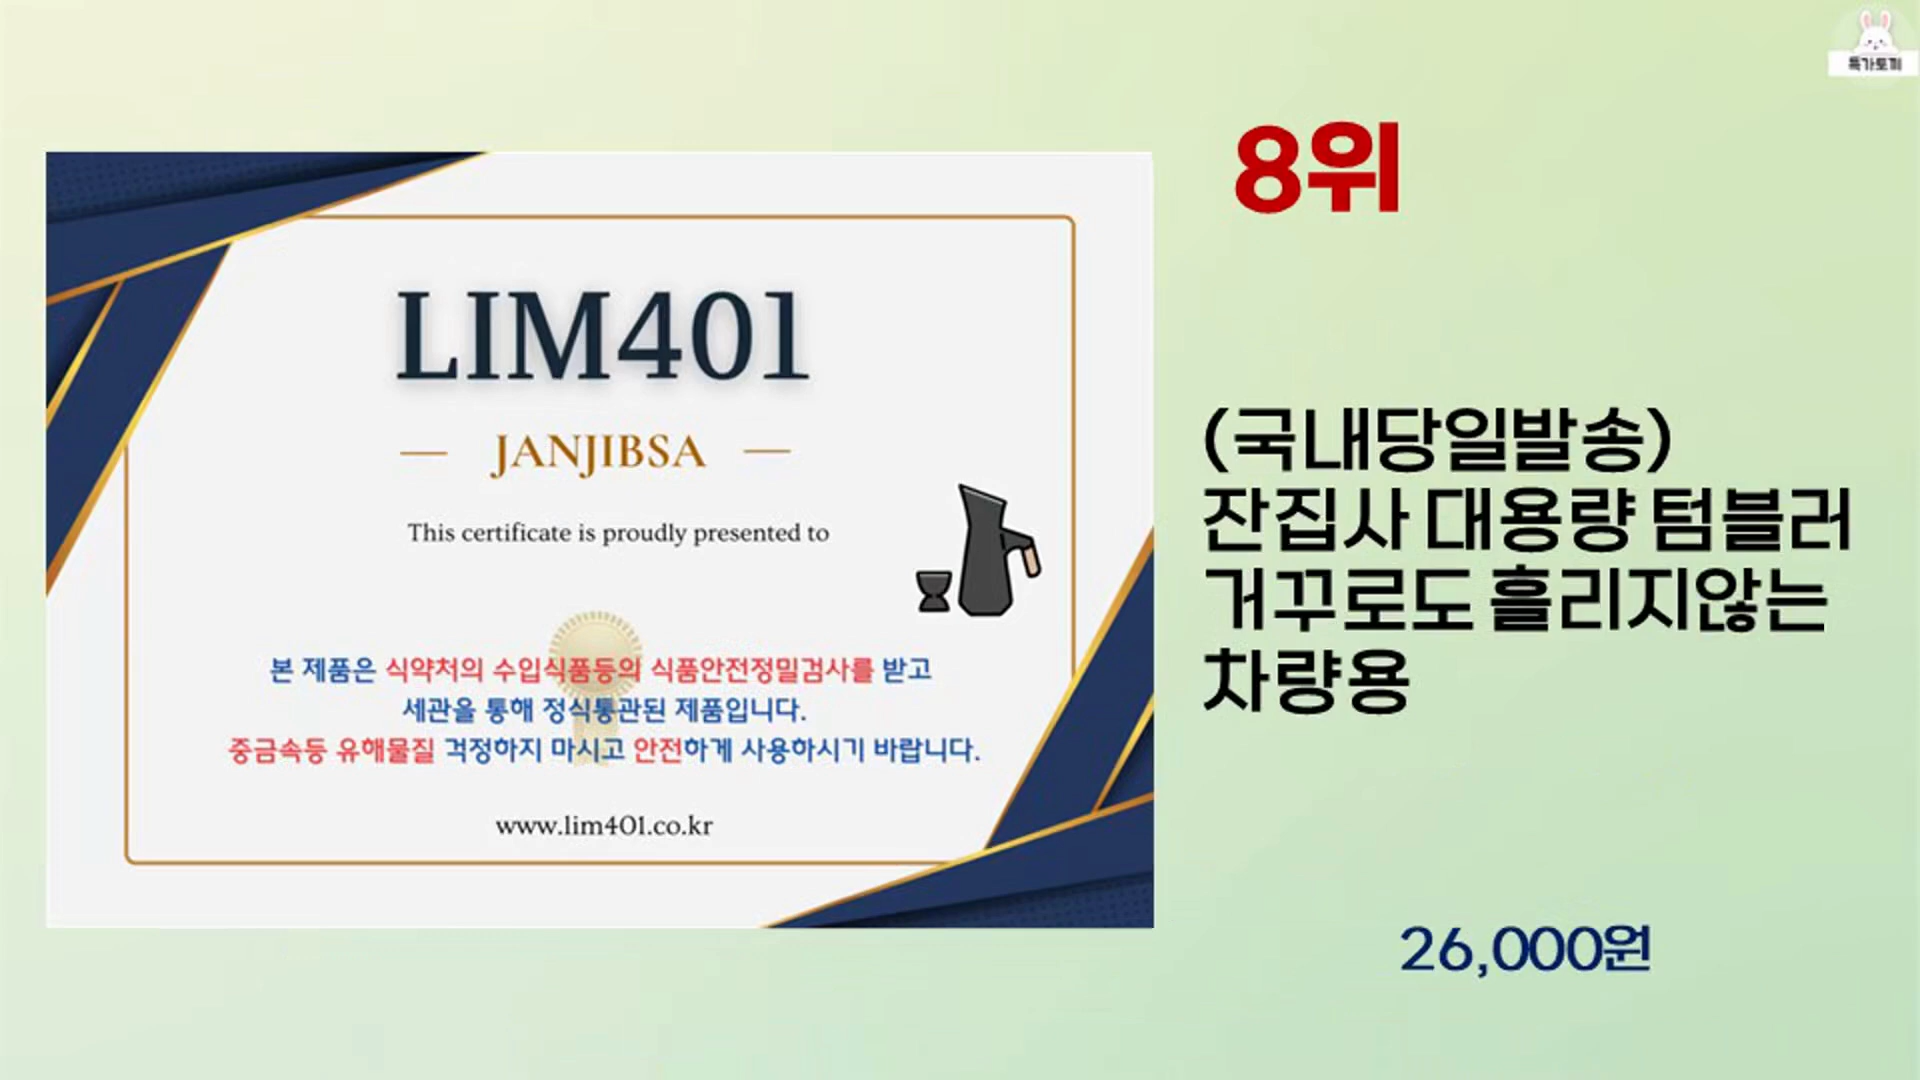 특가토끼
8위
LIM401
JANJIBSA
This certificate is proudly presented to
본 제품은 식약처의 수입식품등의 식품안전정밀검사를 받고
세관을 통해 정식통관된 제품입니다.
중금속등 유해물질 걱정하지 마시고 안전하게 사용하시기 바랍니다.
www.lim401.co.kr
(국내당일발송)
잔집사 대용량 텀블러
거꾸로도 흘리지않는
차량용
26,000원